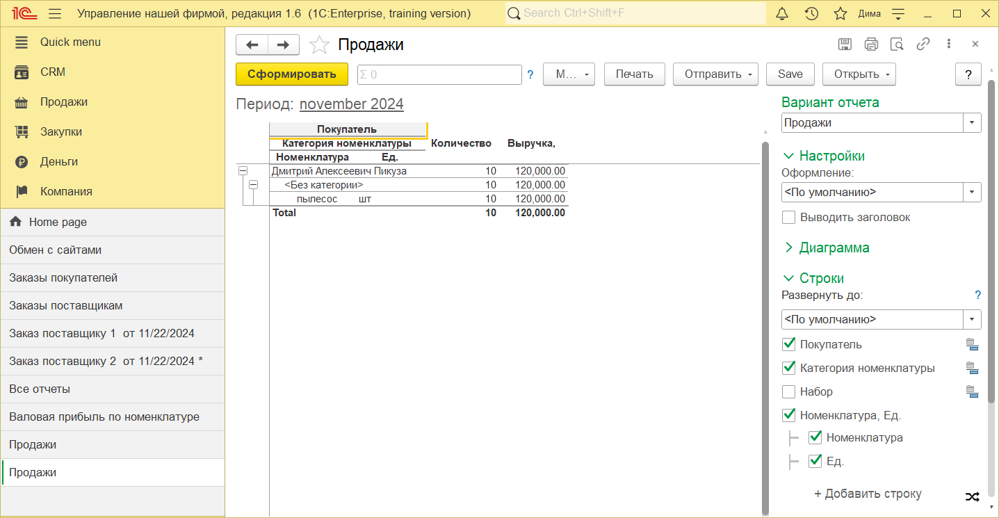 1С Управление нашей фирмой, редакция 1.6 (1C:Enterprise, training version)
Search Ctrl+Shift+F
Дима
Quick menu
CRM
Продажи
Закупки
Деньги
Компания
Home page
Обмен с сайтами
Заказы покупателей
Заказы поставщикам
Заказ поставщику 1 от 11/22/2024
Заказ поставщику 2 от 11/22/2024 *
Все отчеты
Валовая прибыль по номенклатуре
Продажи
Продажи
Продажи
Сформировать Σ 0 ? М... Печать Отправить Save Открыть ?
Период: november 2024
Покупатель
Категория номенклатуры Количество Выручка,
Номенклатура Ед.
Дмитрий Алексеевич Пикуза 10 120,000.00
<Без категории> 10 120,000.00
пылесос шт 10 120,000.00
Total 10 120,000.00
Вариант отчета
Продажи
Настройки
Оформление:
<По умолчанию>
Выводить заголовок
Диаграмма
Строки
Развернуть до: ?
<По умолчанию>
Покупатель
Категория номенклатуры
Набор
Номенклатура, Ед.
Номенклатура
Ед.
+ Добавить строку